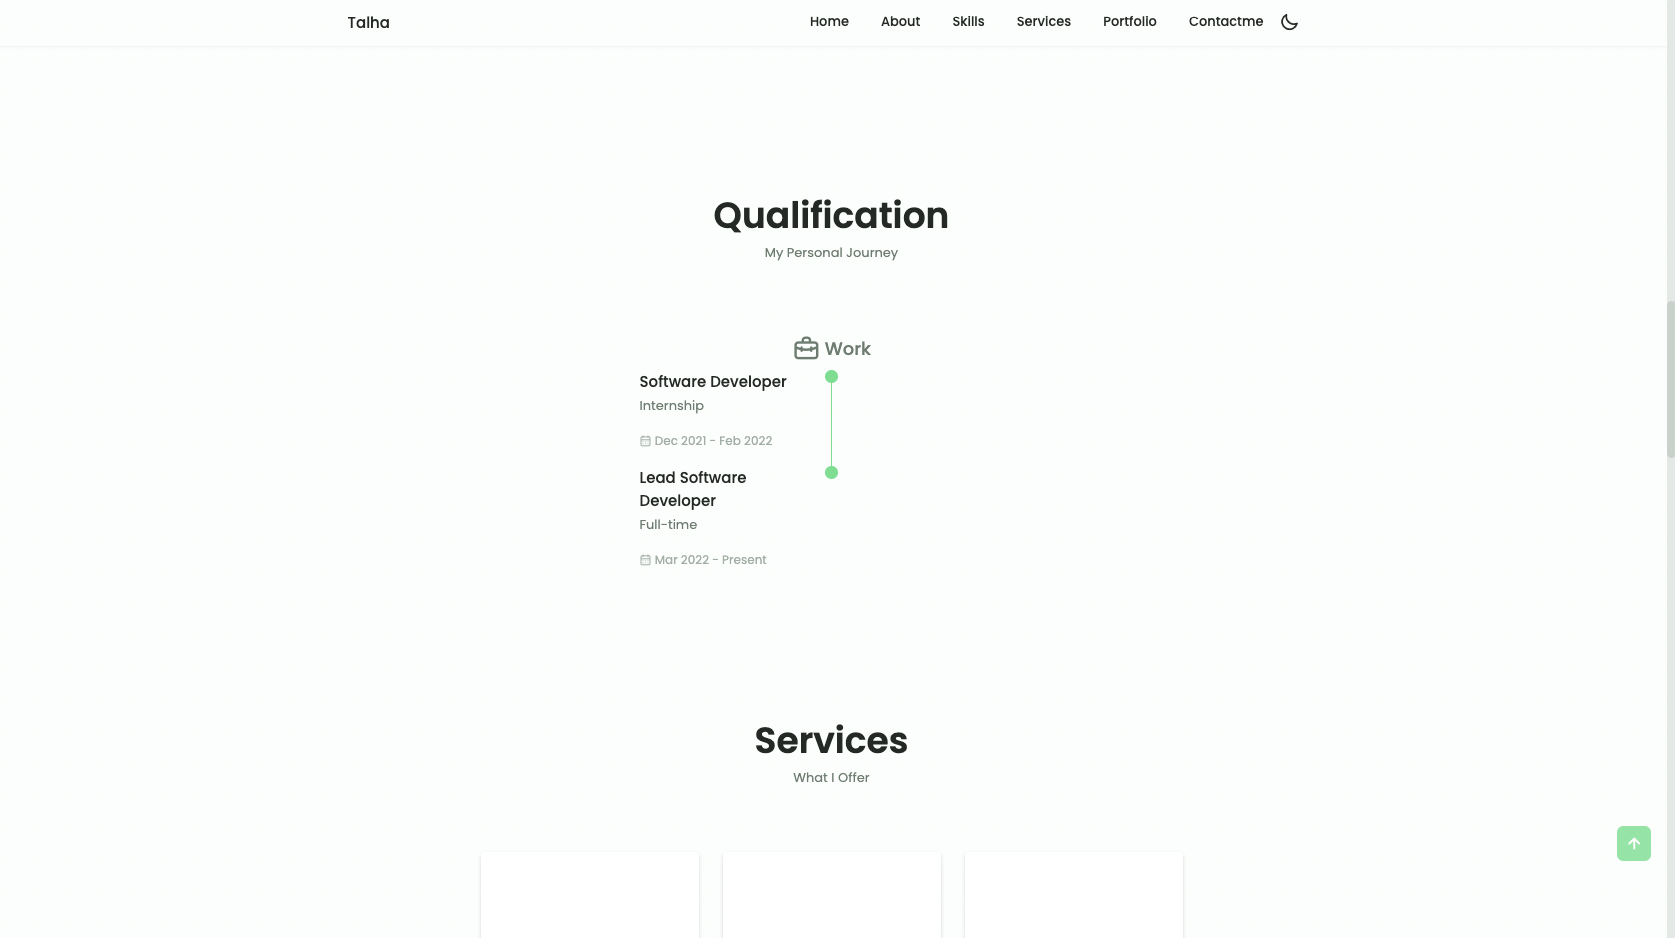 Talha
Home About Skills Services Portfolio Contactme
Qualification
My Personal Journey
Work
Software Developer
Internship
Dec 2021 - Feb 2022
Lead Software
Developer
Full-time
Mar 2022 - Present
Services
What I Offer